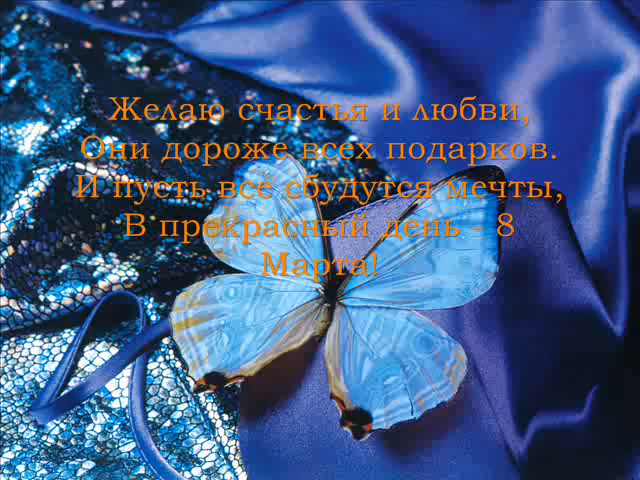 Желаю счастья и любви,
Они дороже всех подарков.
И пусть все сбудутся мечты,
В прекрасный день - 8
Марта!